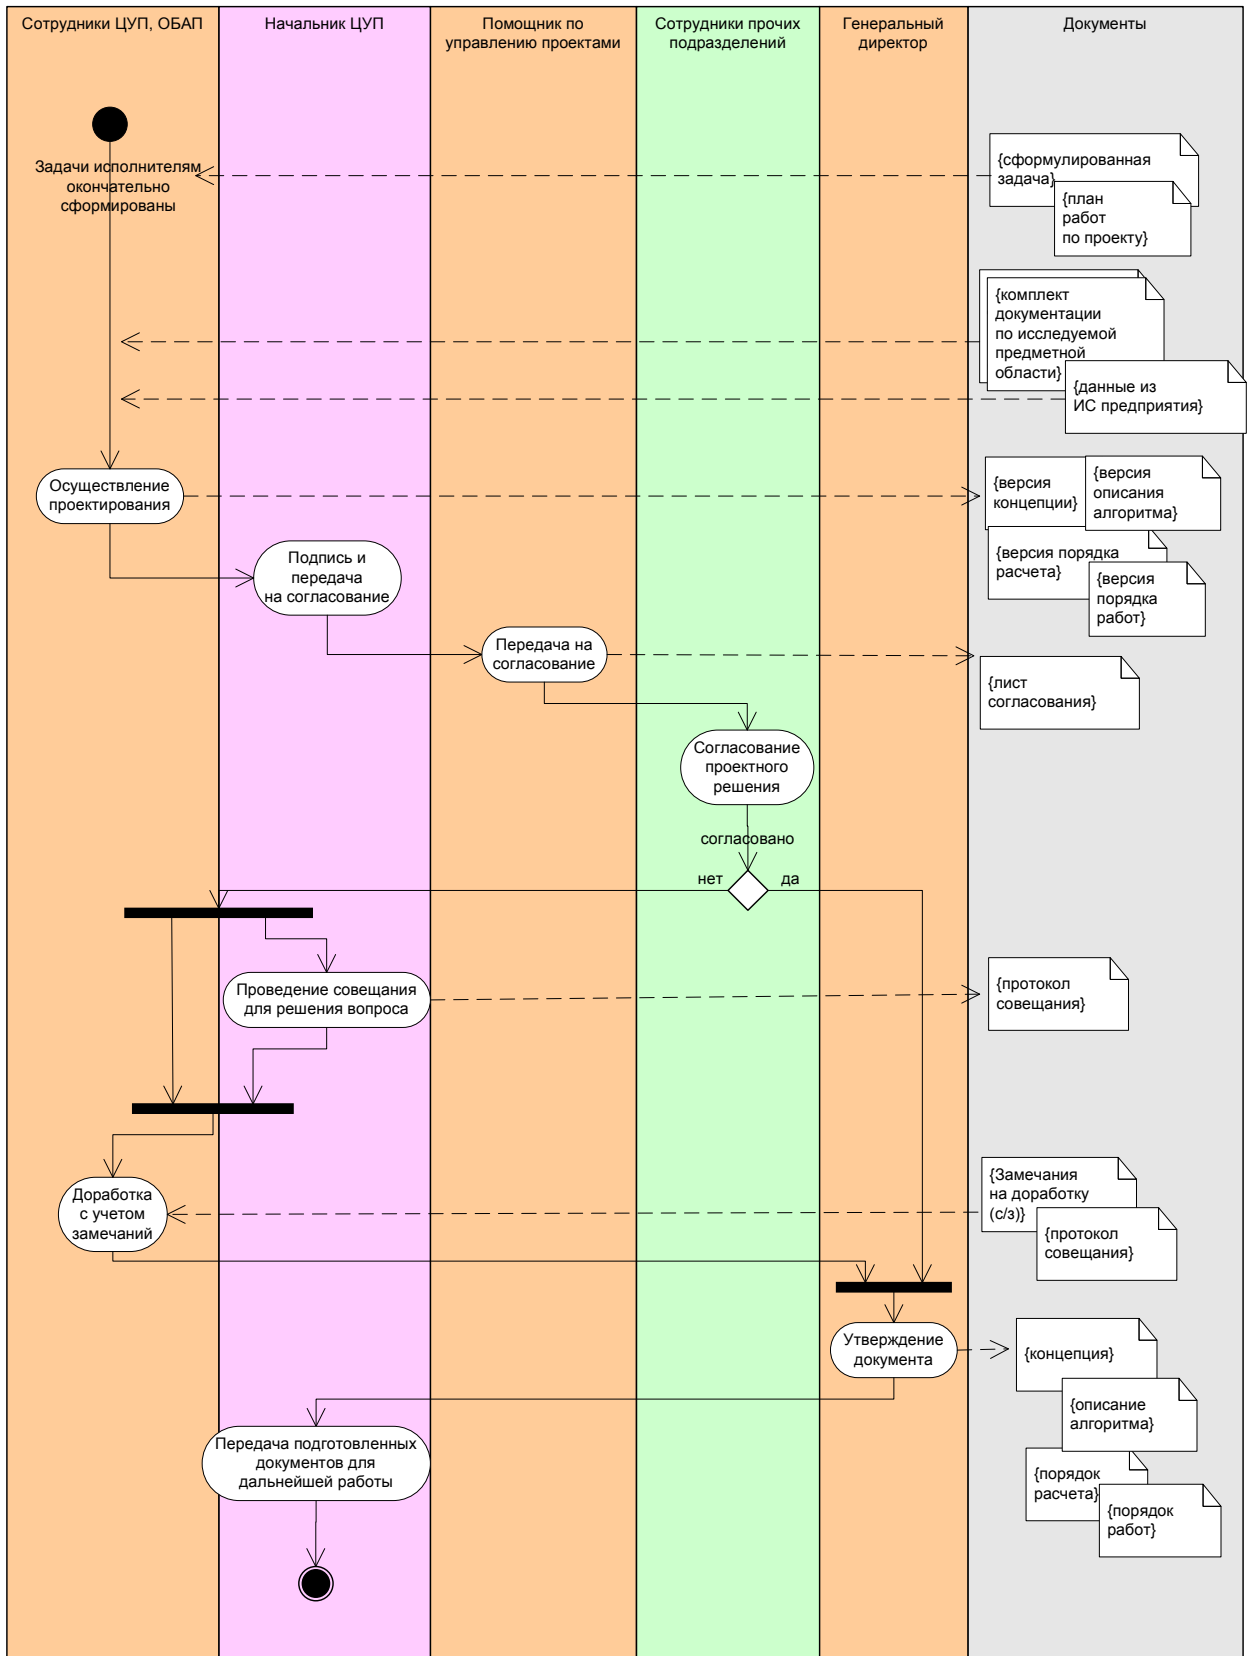 Сотрудники ЦУП, ОБАП
Начальник ЦУП
Помощник по
управлению проектами
Сотрудники прочих
подразделений
Генеральный
директор
Документы
Задачи исполнителям
окончательно
сформированы
{сформулированная
задача}
{план
работ
по проекту}
{комплект
документации
по исследуемой
предметной
области}
{данные из
ИС предприятия}
Осуществление
проектирования
{версия
концепции}
{версия
описания
алгоритма}
Подпись и
передача
на согласование
{версия порядка
расчета}
{версия
порядка
работ}
Передача на
согласование
{лист
согласования}
Согласование
проектного
решения
согласовано
нет
да
Проведение совещания
для решения вопроса
{протокол
совещания}
Доработка
с учетом
замечаний
{Замечания
на доработку
(с/з)}
{протокол
совещания}
Утверждение
документа
{концепция}
{описание
алгоритма}
Передача подготовленных
документов для
дальнейшей работы
{порядок
расчета}
{порядок
работ}